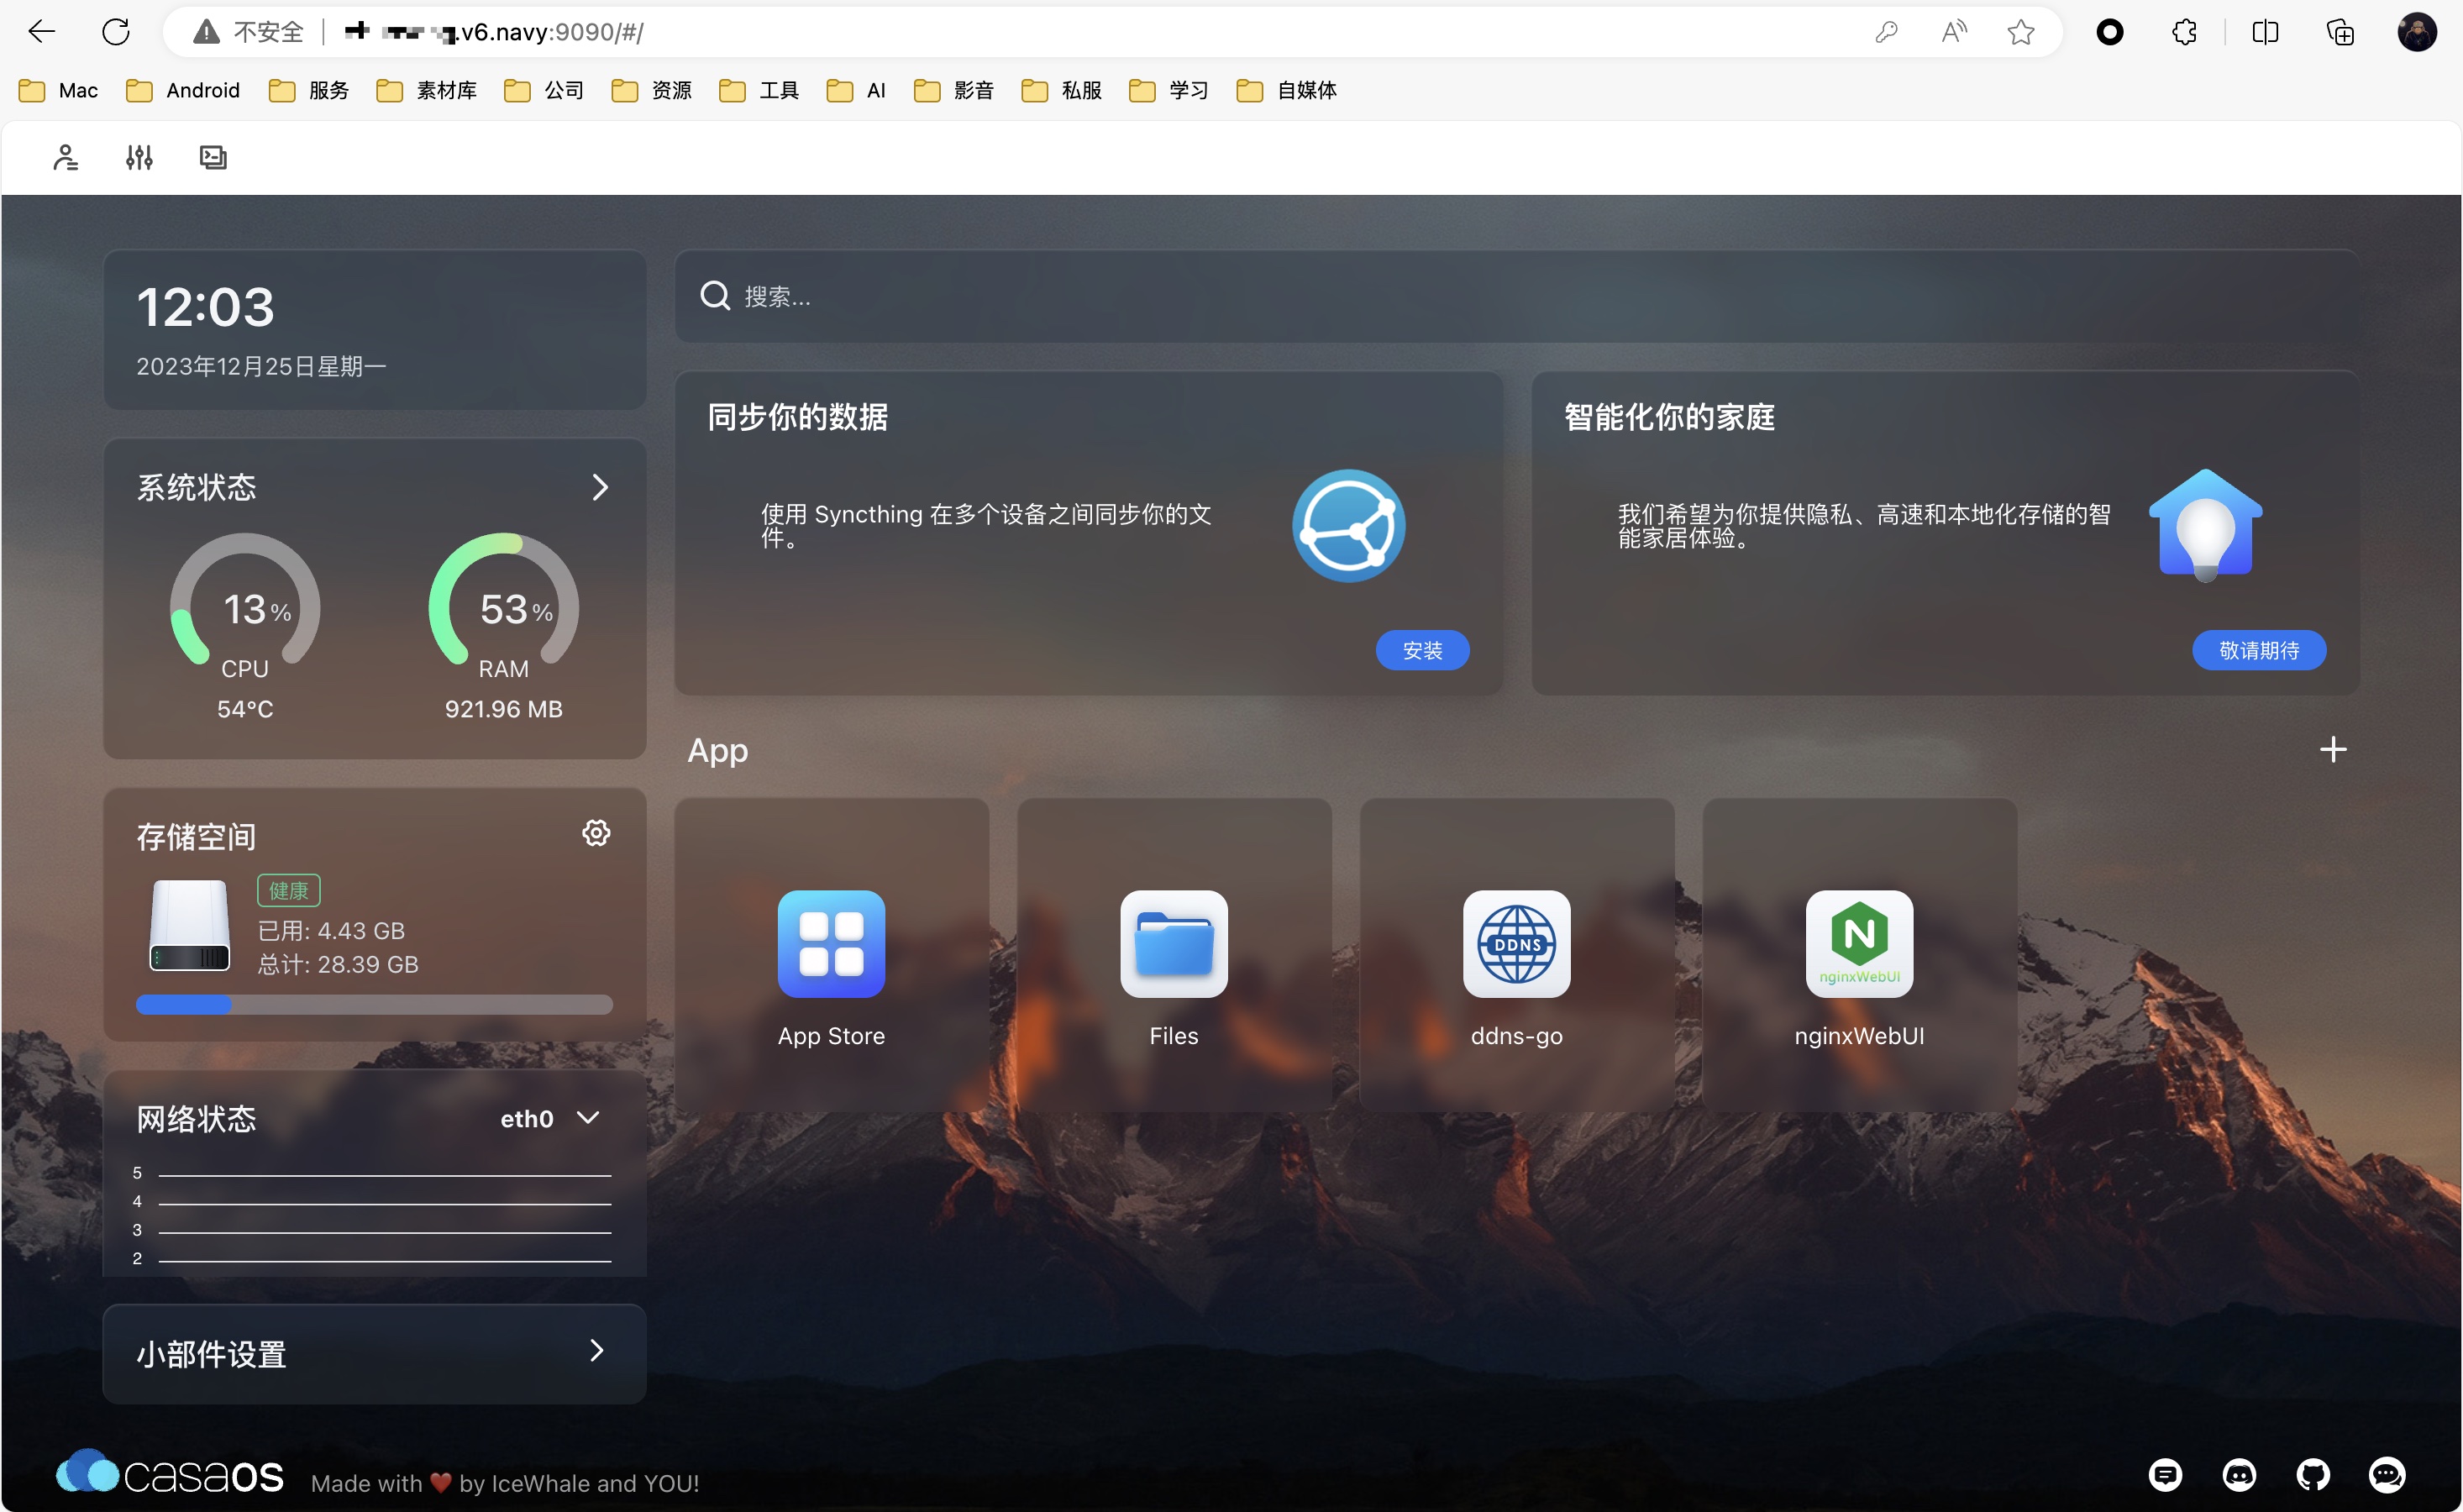 不安全
.v6.navy:9090/#/
Mac
Android
服务
素材库
公司
资源
工具
AI
影音
私服
学习
自媒体
12:03
2023年12月25日星期一
搜索...
系统状态
13%
CPU
54°C
53%
RAM
921.96 MB
同步你的数据
使用 Syncthing 在多个设备之间同步你的文
件。
安装
智能化你的家庭
我们希望为你提供隐私、高速和本地化存储的智
能家居体验。
敬请期待
存储空间
健康
已用: 4.43 GB
总计: 28.39 GB
App
App Store
Files
DDNS
ddns-go
N
nginxWebUI
nginxWebUI
网络状态
eth0
5
4
3
2
小部件设置
casaos
Made with ❤️ by IceWhale and YOU!